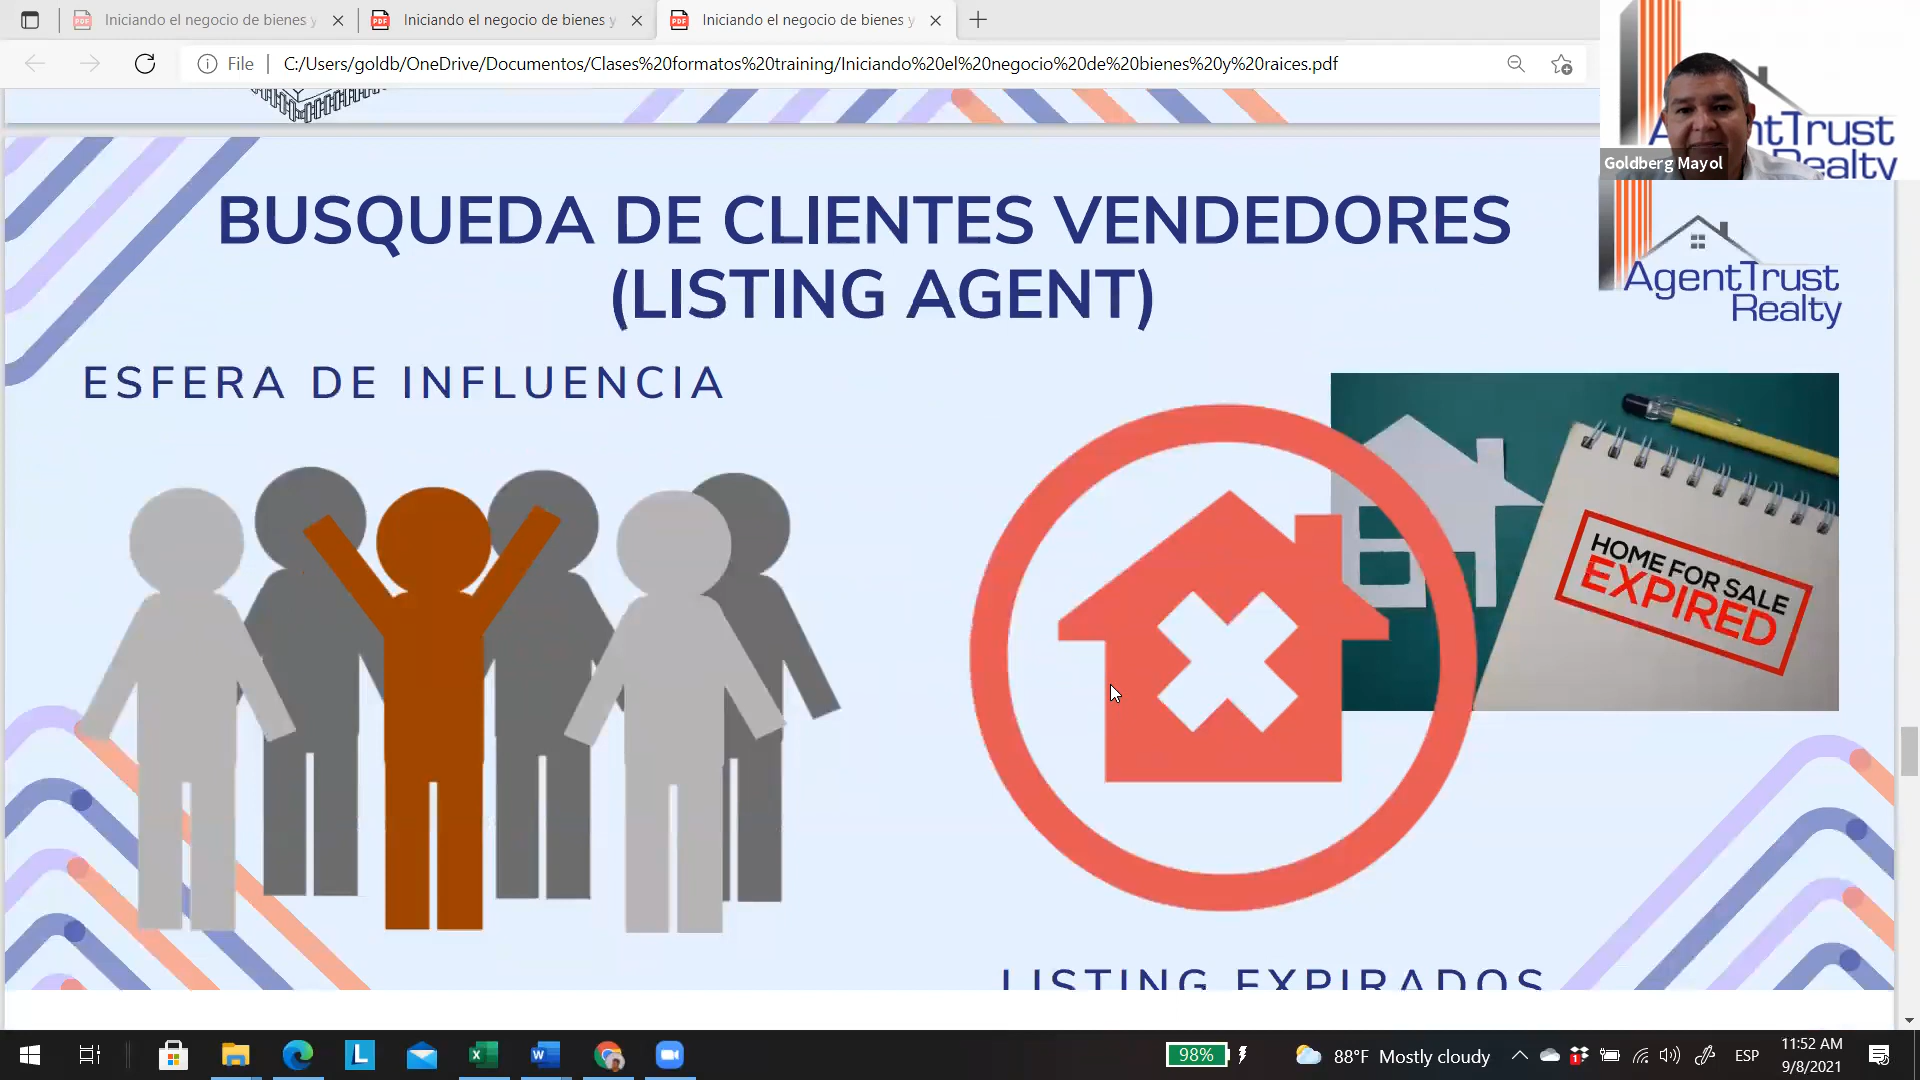 Iniciando el negocio de bienes y
Iniciando el negocio de bienes y
Iniciando el negocio de bienes y
File
C:/Users/goldb/OneDrive/Documentos/Clases%20formatos%20training/Iniciando%20el%20negocio%20de%20bienes%20y%20raices.pdf
ntTrust
Realty
Goldberg Mayol
BUSQUEDA DE CLIENTES VENDEDORES
(LISTING AGENT)
AgentTrust
Realty
ESFERA DE INFLUENCIA
HOME FOR SALE
EXPIRED
LISTING EXPIRADOS
98%
88°F Mostly cloudy
ESP
11:52 AM
9/8/2021